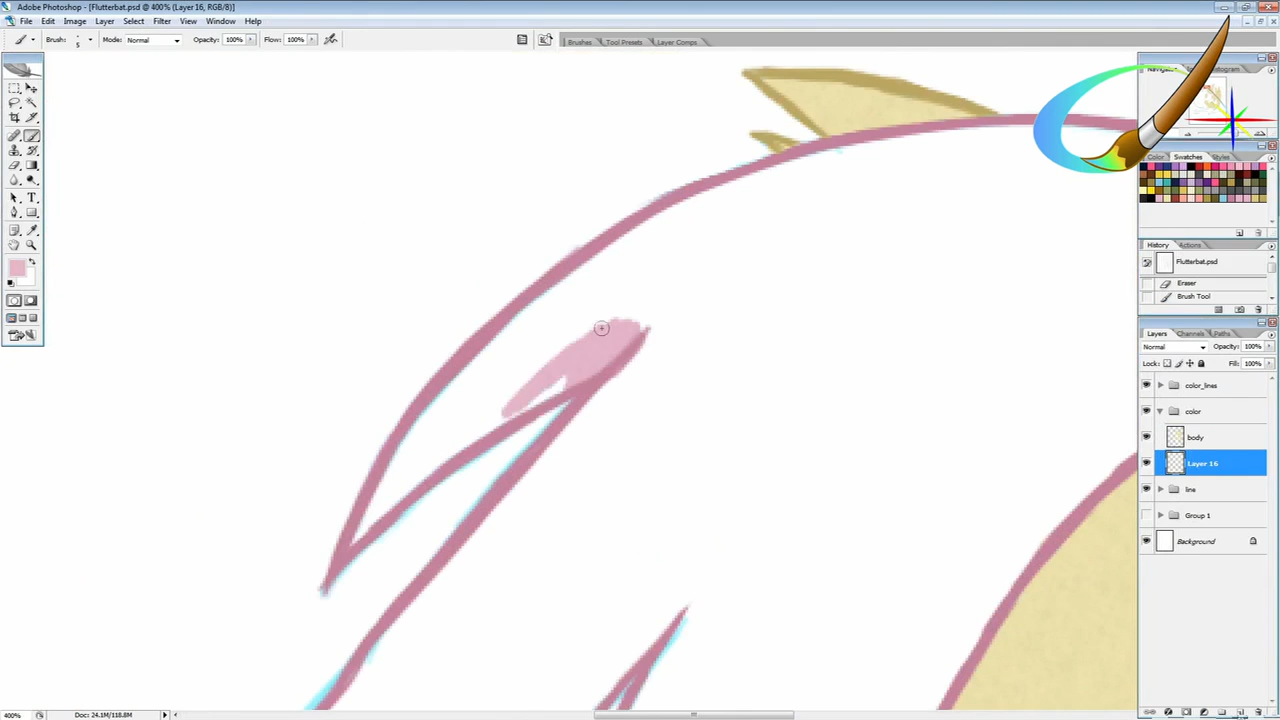 Adobe Photoshop - [Flutterbat.psd @ 400% (Layer 16, RGB/8)]
File Edit Image Layer Select Filter View Window Help
Brush: 5 Mode: Normal Opacity: 100% Flow: 100% Brushes Tool Presets Layer Comps
Color Swatches Styles
History Actions
Flutterbat.psd
Eraser
Brush Tool
Layers Channels Paths
Normal Opacity: 100%
Lock: Fill: 100%
color_lines
color
body
Layer 16
line
Group 1
Background
400% Doc: 24.1M/118.8M